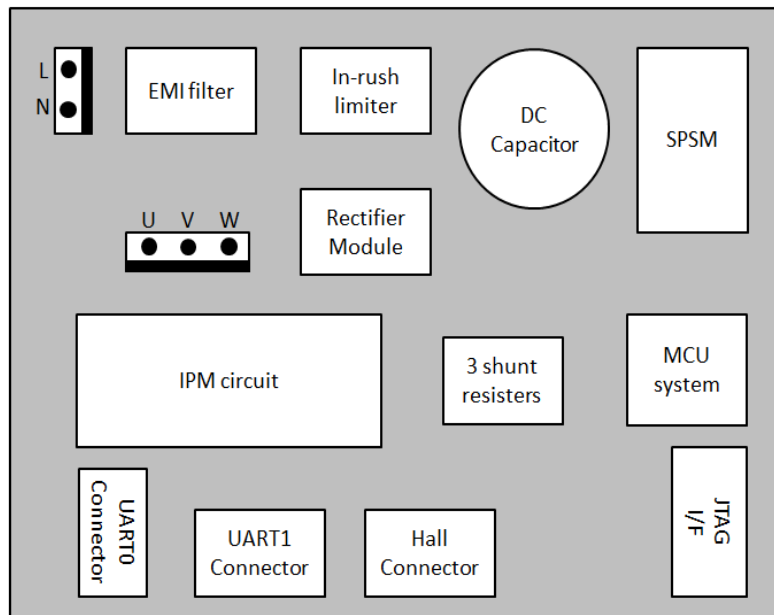 L
N
EMI filter
In-rush
limiter
DC
Capacitor
SPSM
U V W
Rectifier
Module
IPM circuit
3 shunt
resisters
MCU
system
UART0
Connector
UART1
Connector
Hall
Connector
JTAG
I/F